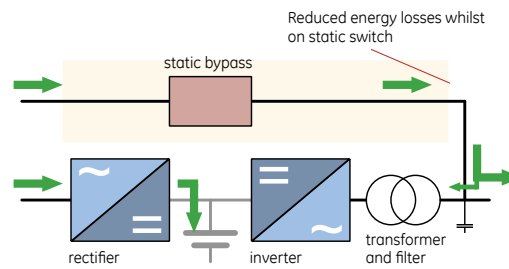 Reduced energy losses whilst
on static switch
static bypass
rectifier
inverter
transformer
and filter